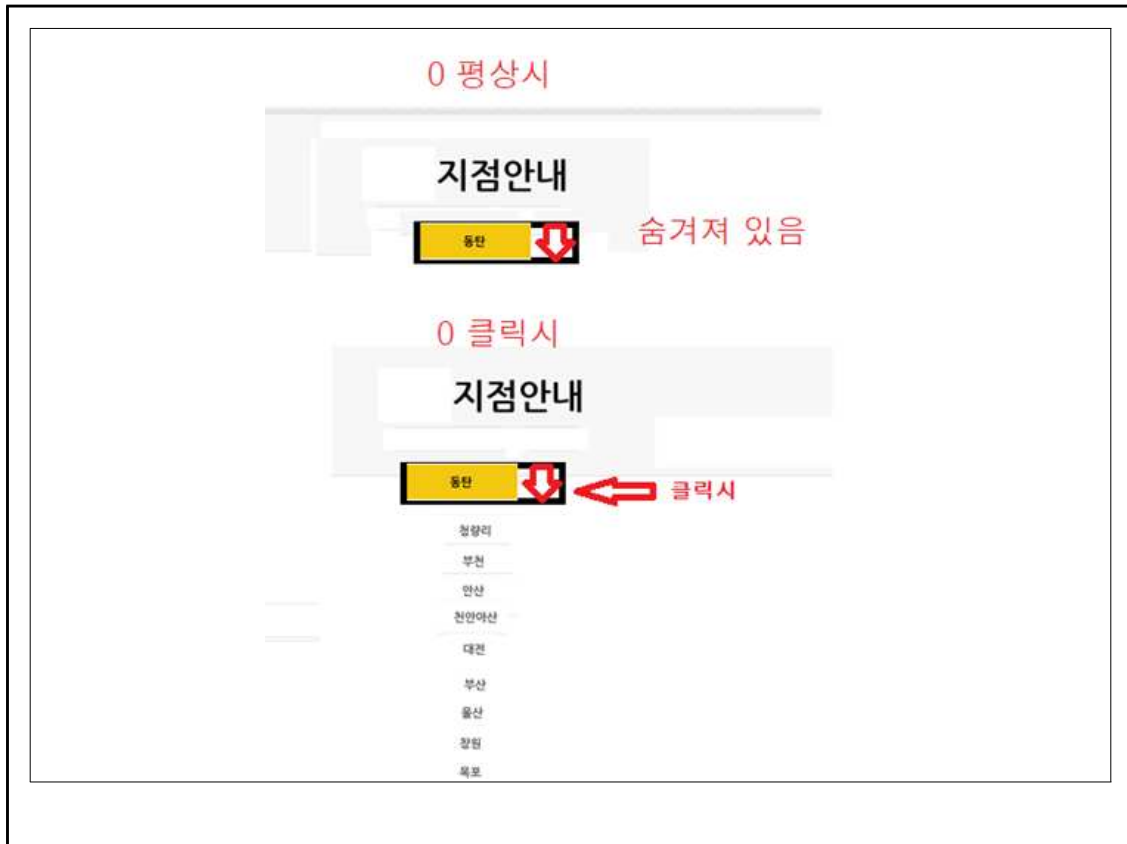 0 평상시
지점안내
동탄
숨겨져 있음
0 클릭시
지점안내
동탄
클릭시
청량리
부천
안산
천안아산
대전
부산
울산
창원
목포